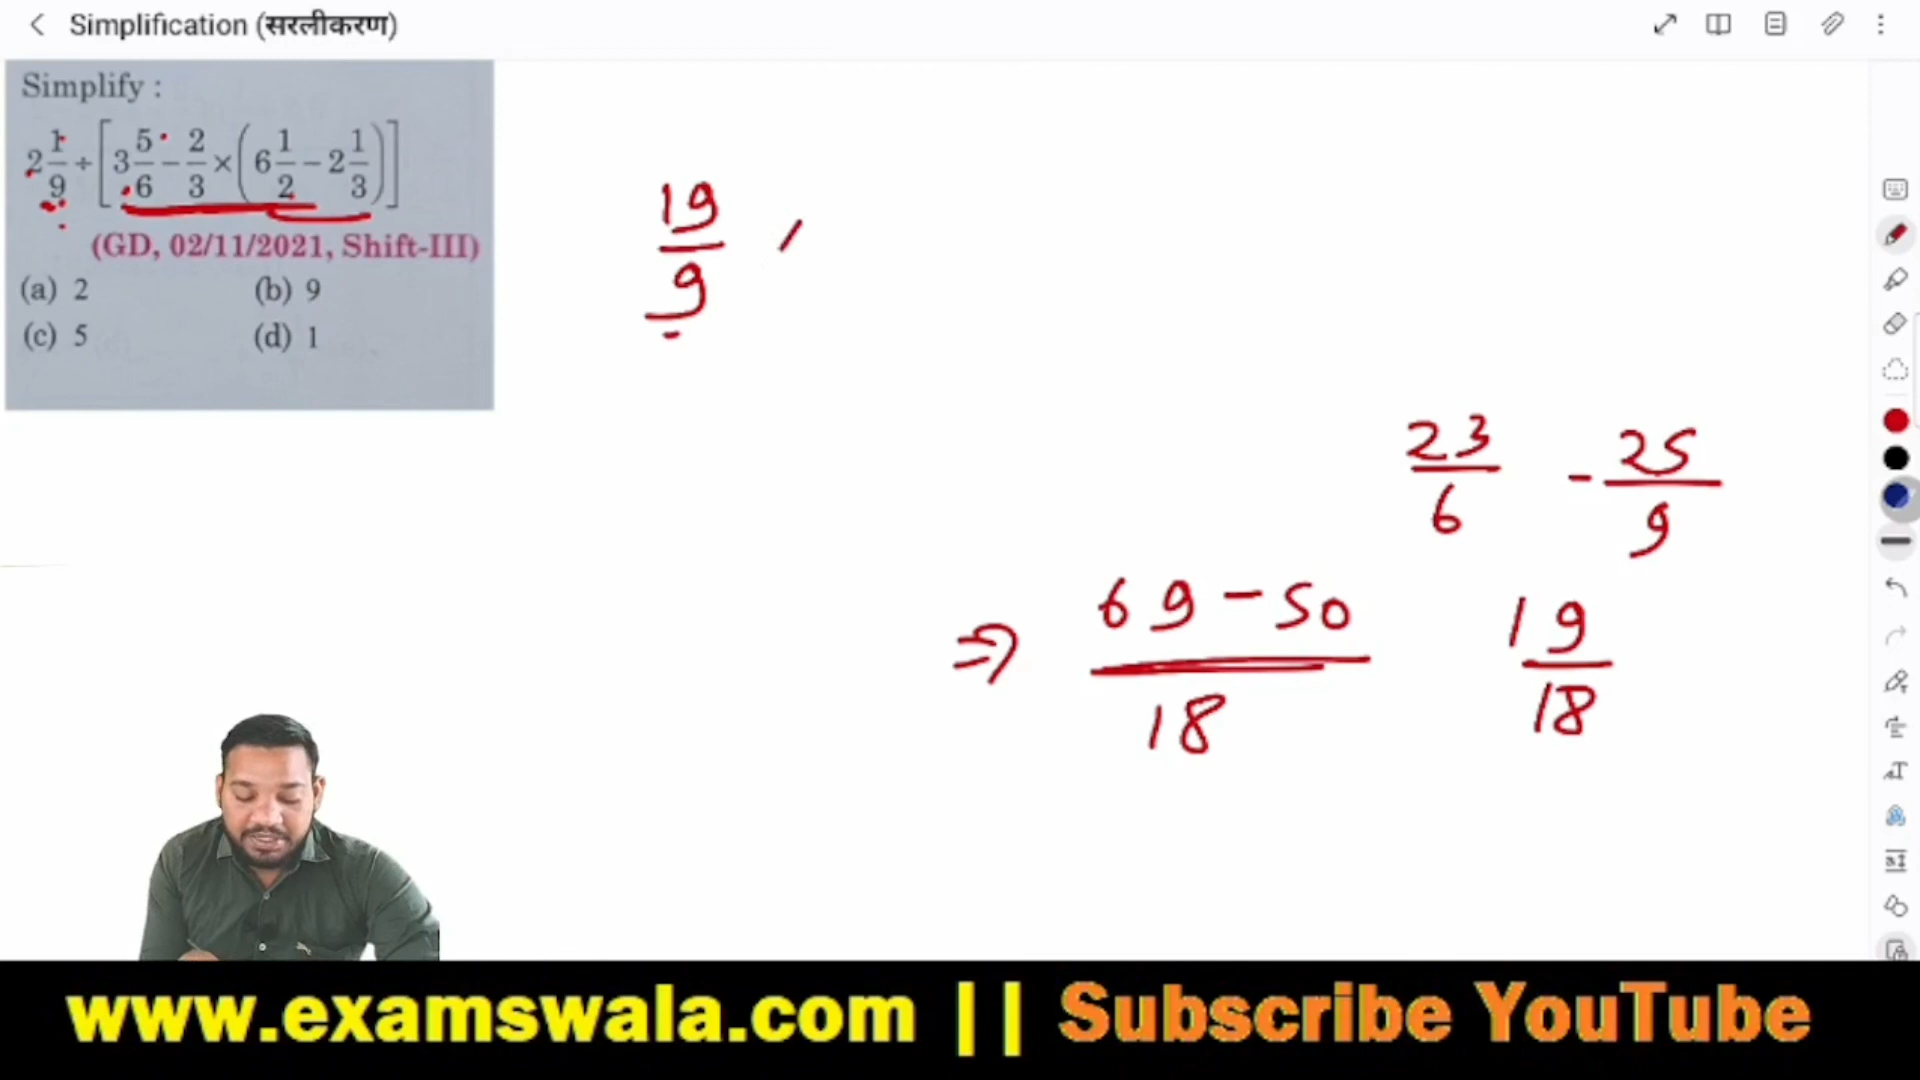 Simplification (सरलीकरण)
Simplify :
2 1/9 ÷ [3 5/6 − 2/3 × (6 1/2 − 2 1/3)]
(GD, 02/11/2021, Shift-III)
(a) 2 (b) 9
(c) 5 (d) 1
19/9
23/6 - 25/9
⇒ 69-50/18 19/18
www.examswala.com || Subscribe YouTube